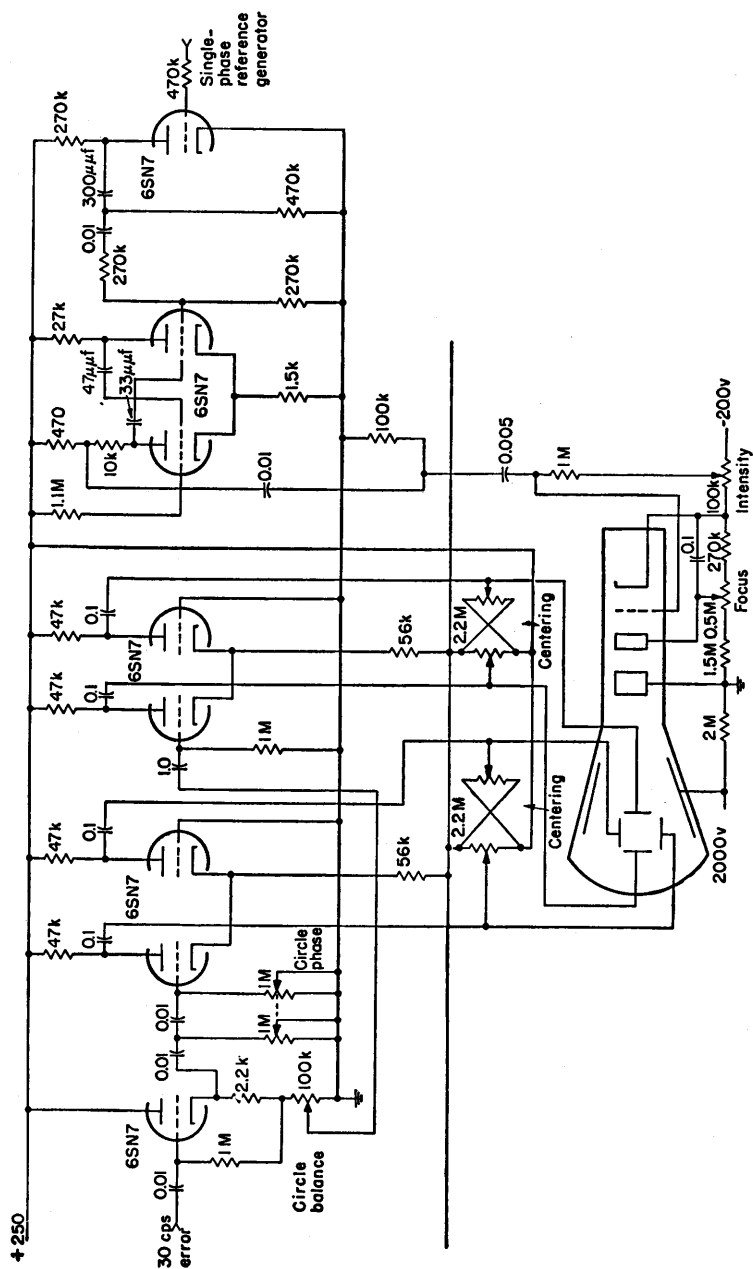 +250
30 cps
error
0.01
6SN7
1M
2.2k
100k
Circle
balance
0.01
0.01
1M
1M
Circle
phase
47k
0.1
6SN7
47k
0.1
56k
1.0
1M
47k
0.1
6SN7
47k
0.1
56k
2.2M
Centering
2.2M
Centering
1.1M
470
10k
33μμf
47μμf
27k
6SN7
1.5k
0.01
100k
0.005
1M
270k
0.01
300μμf
270k
270k
470k
6SN7
470k
Single-
phase
reference
generator
2000v
2M
1.5M
0.5M
Focus
270k
0.1
100k
Intensity
-200v